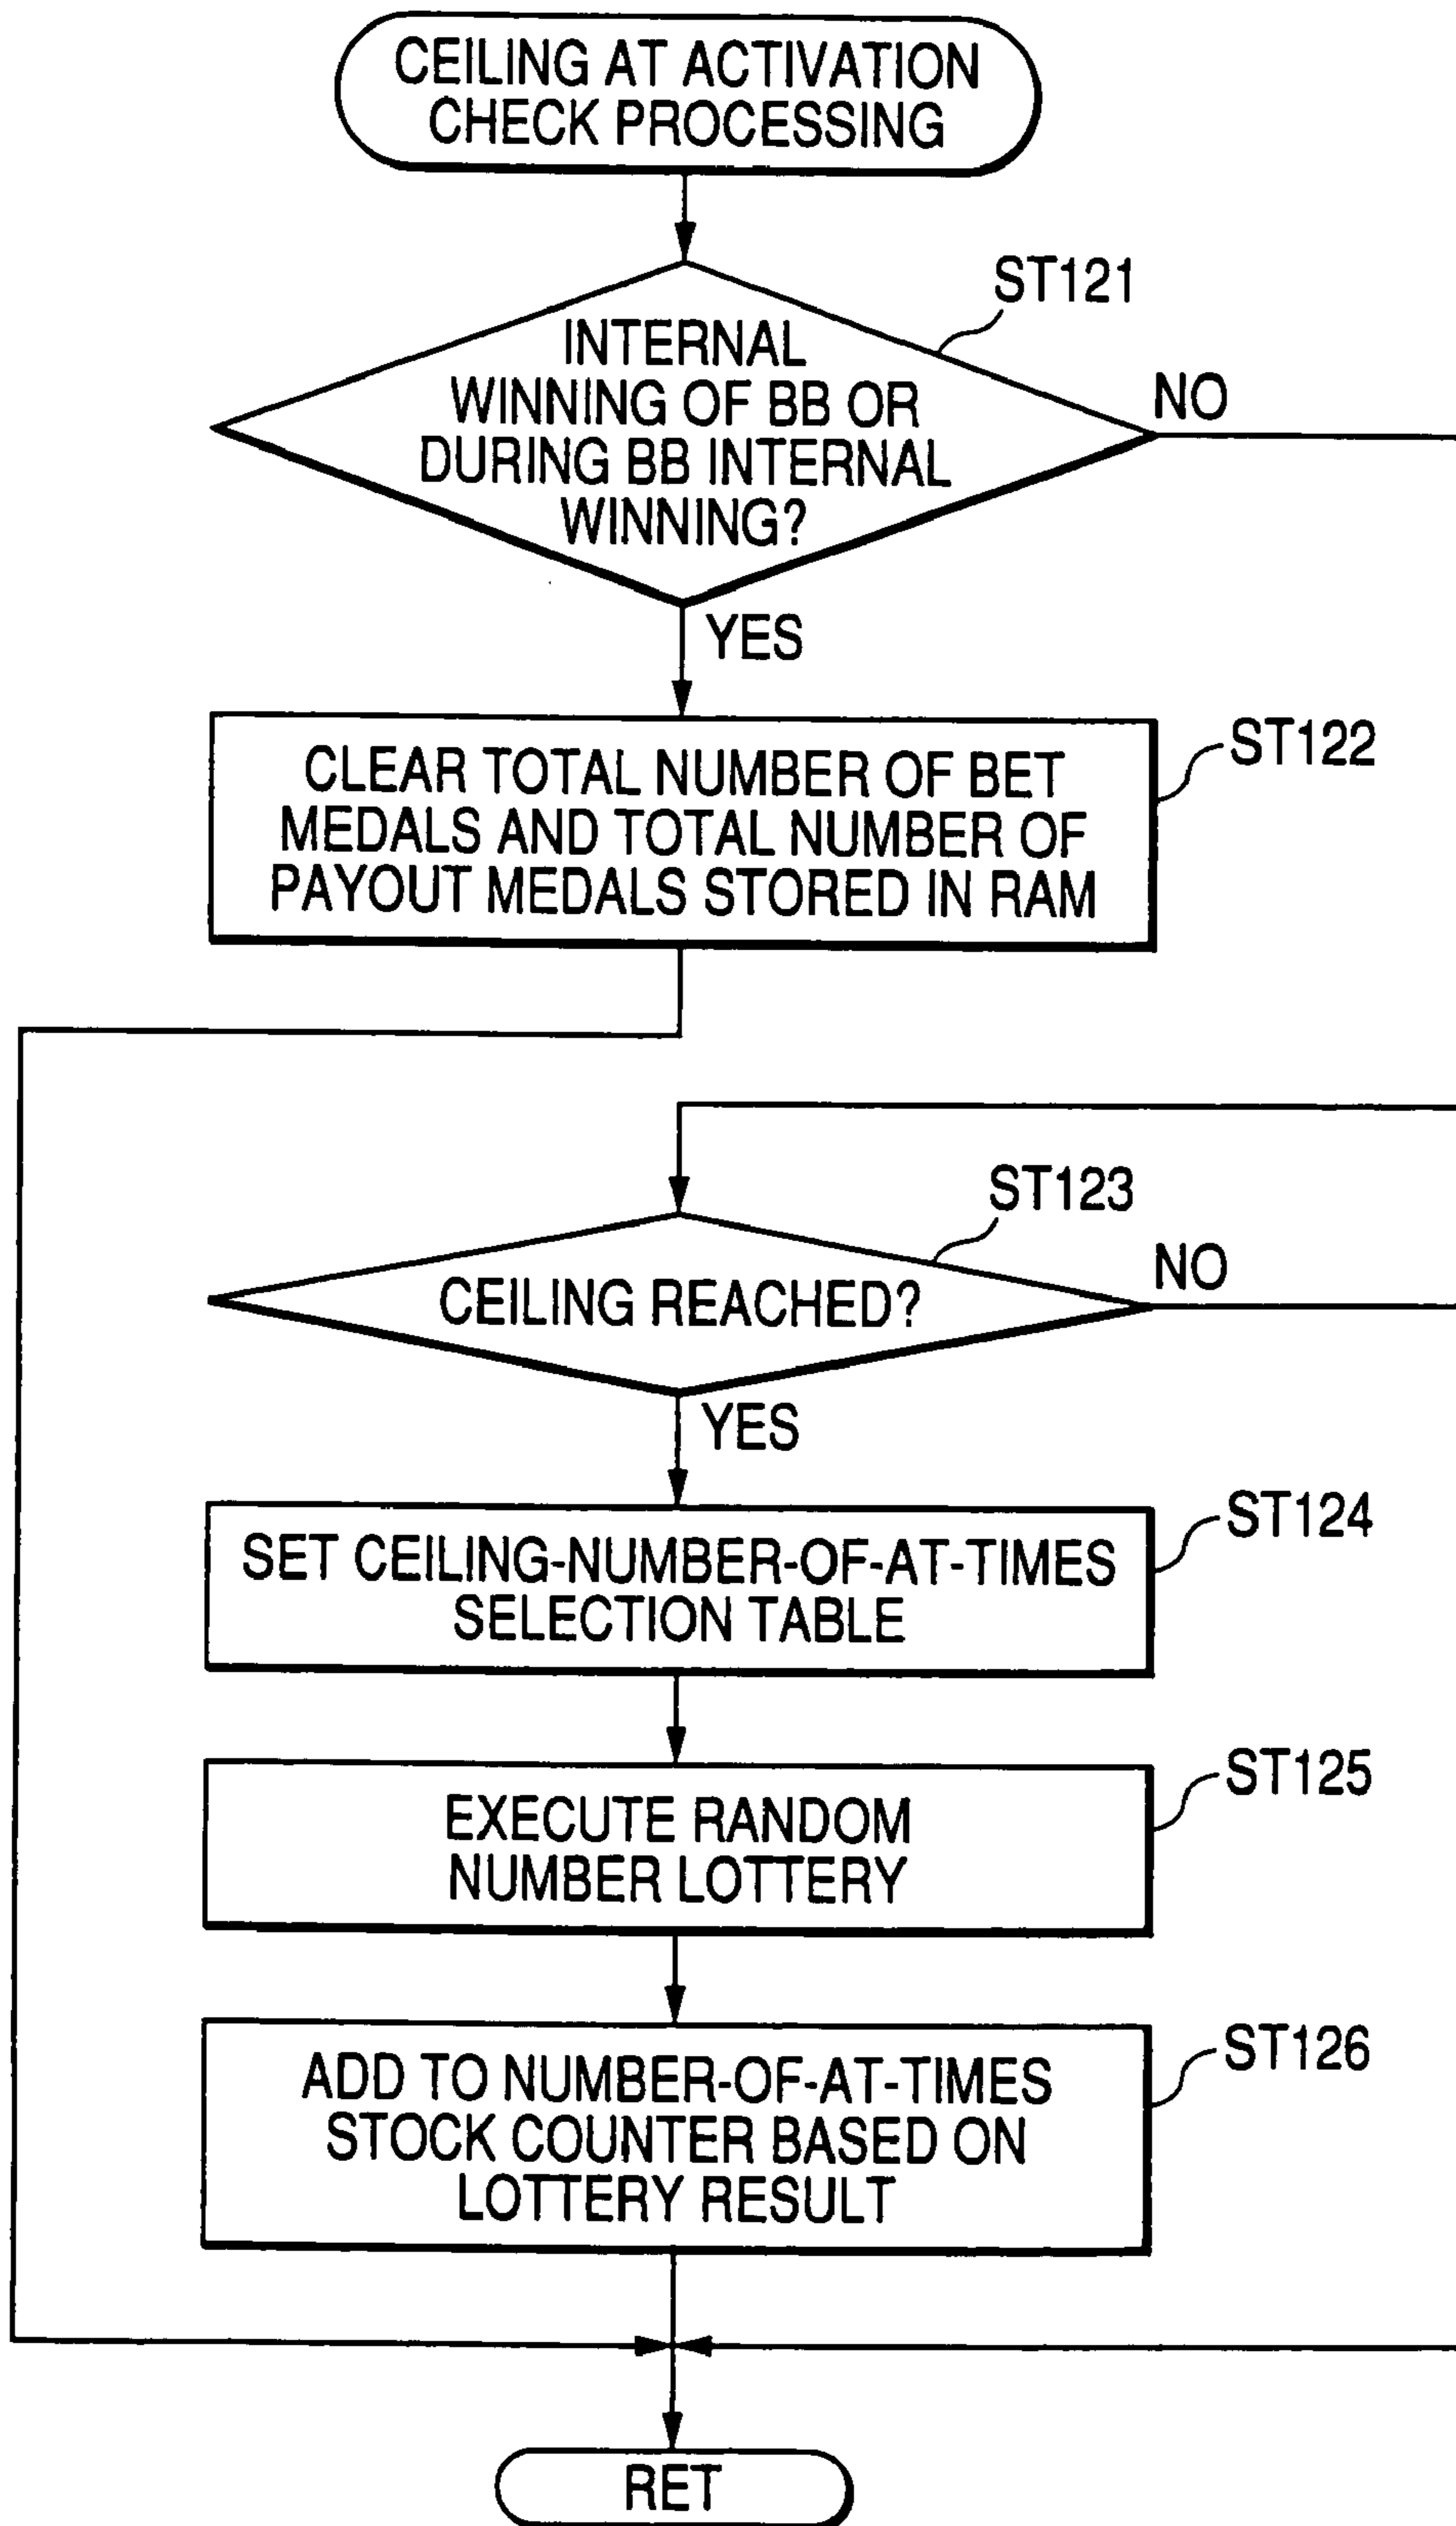 CEILING AT ACTIVATION
CHECK PROCESSING
ST121
INTERNAL
WINNING OF BB OR
DURING BB INTERNAL
WINNING?
NO
YES
ST122
CLEAR TOTAL NUMBER OF BET
MEDALS AND TOTAL NUMBER OF
PAYOUT MEDALS STORED IN RAM
ST123
CEILING REACHED?
NO
YES
ST124
SET CEILING-NUMBER-OF-AT-TIMES
SELECTION TABLE
ST125
EXECUTE RANDOM
NUMBER LOTTERY
ST126
ADD TO NUMBER-OF-AT-TIMES
STOCK COUNTER BASED ON
LOTTERY RESULT
RET